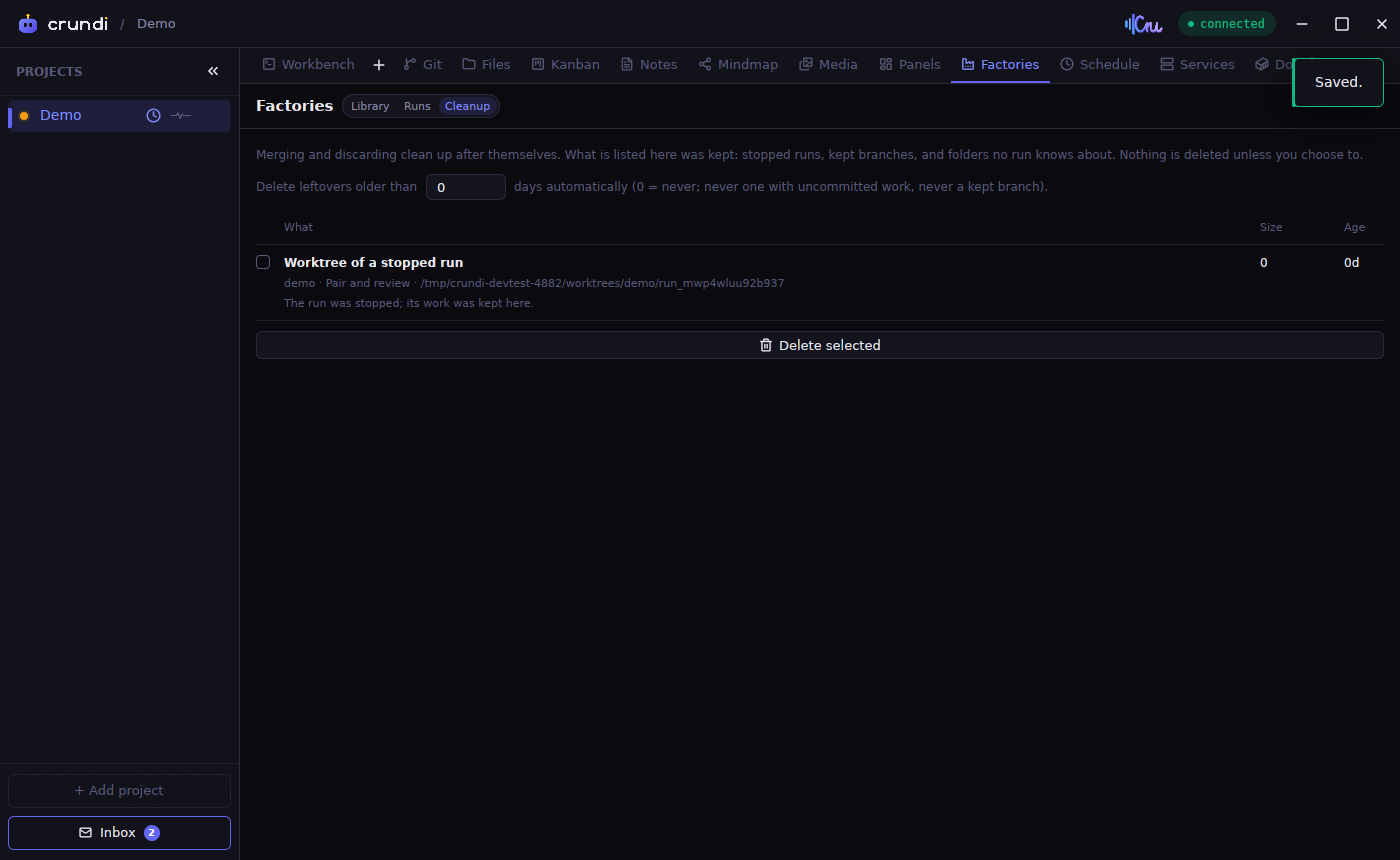 crundi / Demo
Cru
connected
PROJECTS
Workbench
Git
Files
Kanban
Notes
Mindmap
Media
Panels
Factories
Schedule
Services
Saved.
Demo
Factories
Library
Runs
Cleanup
Merging and discarding clean up after themselves. What is listed here was kept: stopped runs, kept branches, and folders no run knows about. Nothing is deleted unless you choose to.
Delete leftovers older than 0 days automatically (0 = never; never one with uncommitted work, never a kept branch).
What Size Age
Worktree of a stopped run 0 0d
demo · Pair and review · /tmp/crundi-devtest-4882/worktrees/demo/run_mwp4wluu92b937
The run was stopped; its work was kept here.
Delete selected
+ Add project
Inbox 2